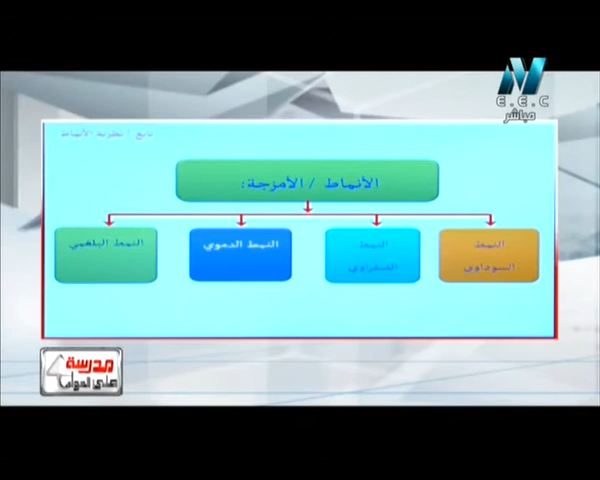 E.E.C
مباشر
تابع / نظرية الأنماط
الأنماط / الأمزجة:
النمط
السوداوي
النمط
الصفراوي
النمط الدموي
النمط البلغمي
مدرسة
على الهواء